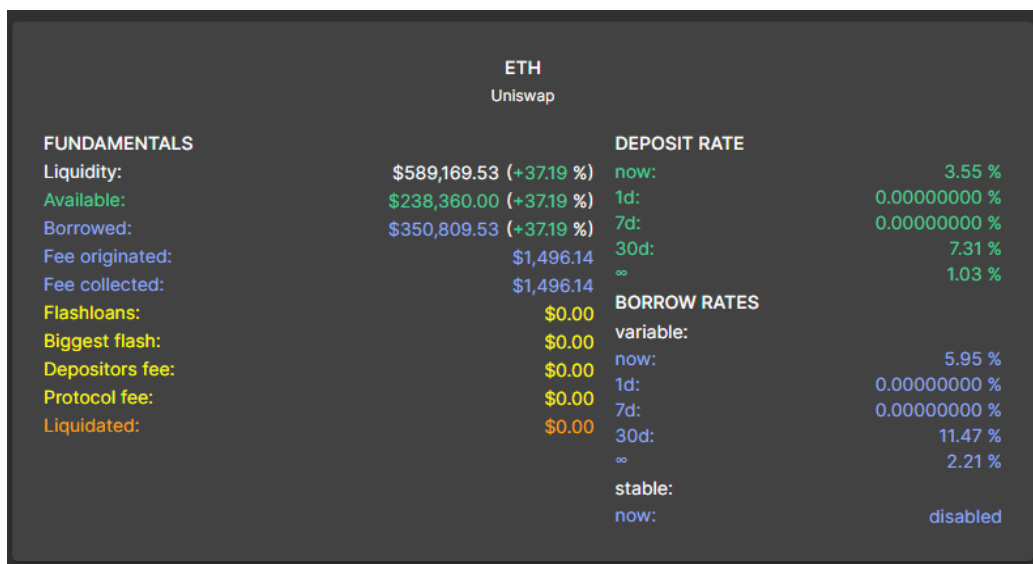 ETH
Uniswap
FUNDAMENTALS
Liquidity: $589,169.53 (+37.19 %)
Available: $238,360.00 (+37.19 %)
Borrowed: $350,809.53 (+37.19 %)
Fee originated: $1,496.14
Fee collected: $1,496.14
Flashloans: $0.00
Biggest flash: $0.00
Depositors fee: $0.00
Protocol fee: $0.00
Liquidated: $0.00
DEPOSIT RATE
now: 3.55 %
1d: 0.00000000 %
7d: 0.00000000 %
30d: 7.31 %
∞ 1.03 %
BORROW RATES
variable:
now: 5.95 %
1d: 0.00000000 %
7d: 0.00000000 %
30d: 11.47 %
∞ 2.21 %
stable:
now: disabled